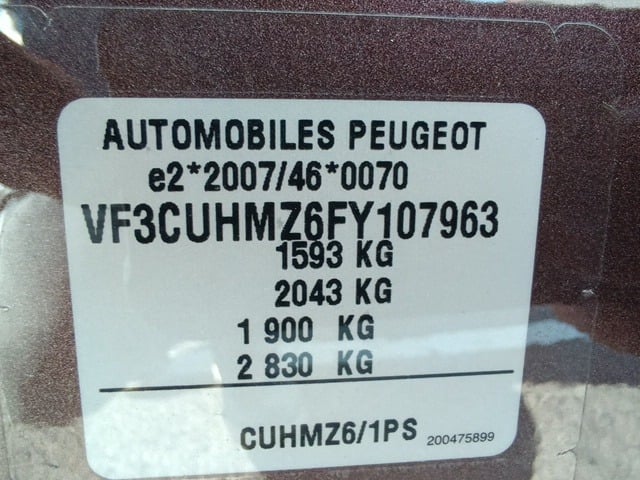 AUTOMOBILES PEUGEOT
e2*2007/46*0070
VF3CUHMZ6FY107963
1593 KG
2043 KG
1 900 KG
2 830 KG
CUHMZ6/1PS 200475899